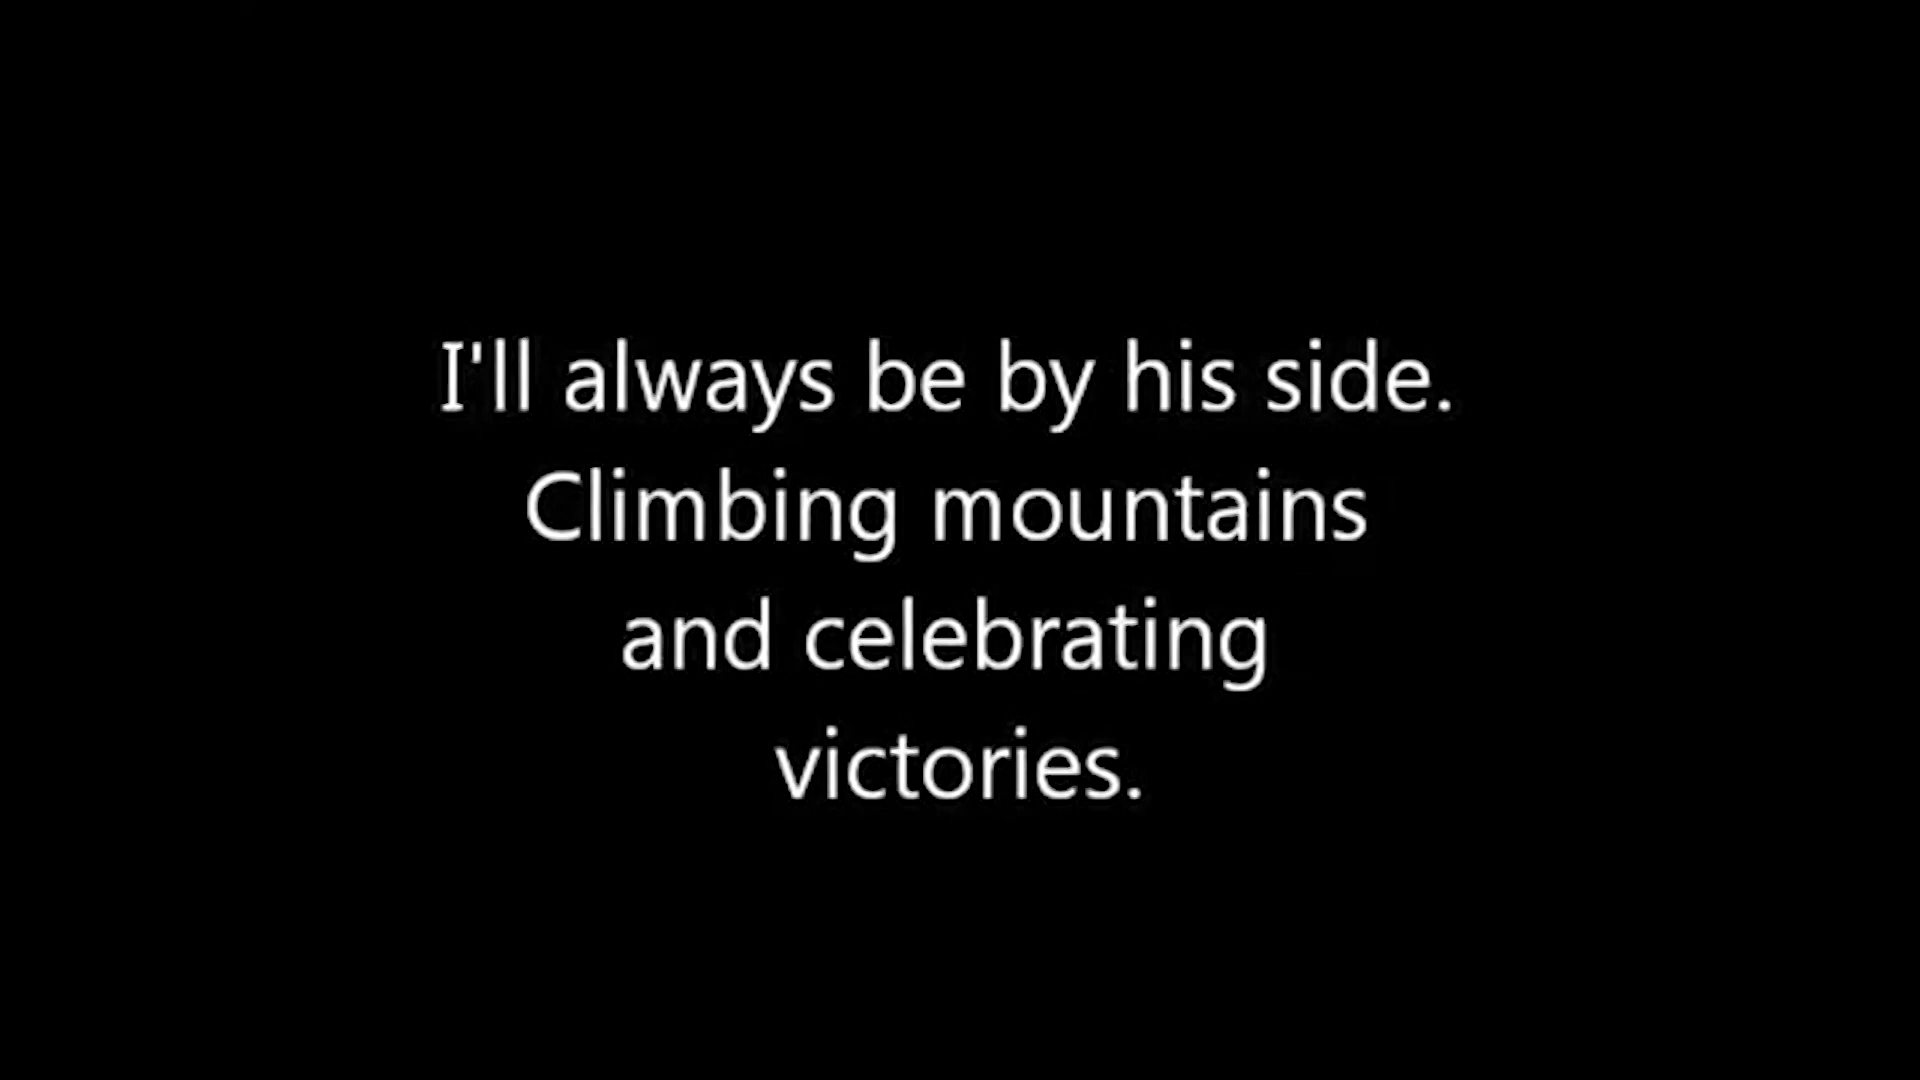 I'll always be by his side.
Climbing mountains
and celebrating
victories.